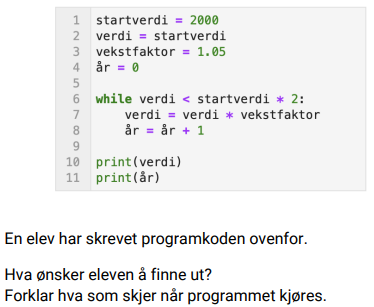 1 startverdi = 2000
2 verdi = startverdi
3 vekstfaktor = 1.05
4 år = 0
5
6 while verdi < startverdi * 2:
7     verdi = verdi * vekstfaktor
8     år = år + 1
9
10 print(verdi)
11 print(år)
En elev har skrevet programkoden ovenfor.
Hva ønsker eleven å finne ut?
Forklar hva som skjer når programmet kjøres.